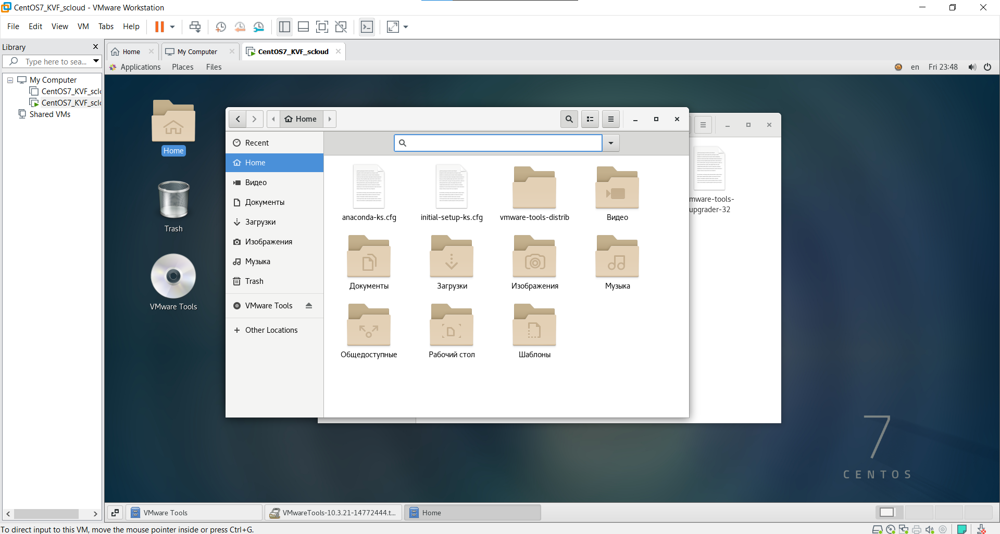 CentOS7_KVF_scloud - VMware Workstation
File Edit View VM Tabs Help
Library
Type here to sea...
My Computer
CentOS7_KVF_sclo
CentOS7_KVF_sclo
Shared VMs
Home
My Computer
CentOS7_KVF_scloud
Applications Places Files
en Fri 23:48
Home
Trash
VMware Tools
Home
Recent
Home
Видео
Документы
Загрузки
Изображения
Музыка
Trash
VMware Tools
Other Locations
anaconda-ks.cfg
initial-setup-ks.cfg
vmware-tools-distrib
Видео
Документы
Загрузки
Изображения
Музыка
Общедоступные
Рабочий стол
Шаблоны
mware-tools-
upgrader-32
7
CENTOS
VMware Tools
VMwareTools-10.3.21-14772444.t...
Home
To direct input to this VM, move the mouse pointer inside or press Ctrl+G.